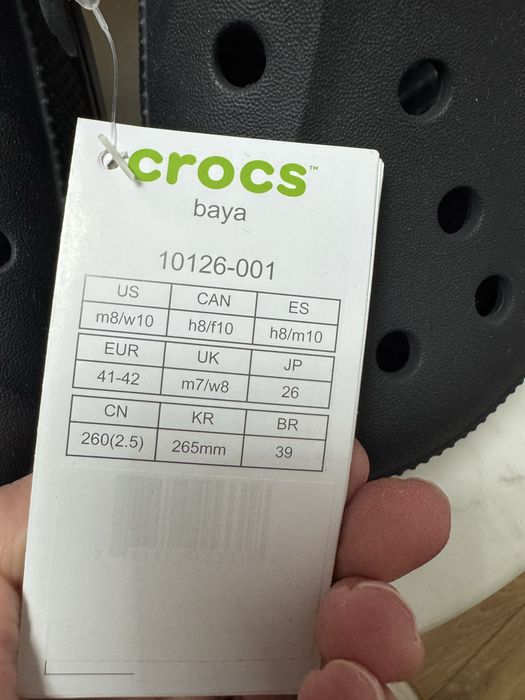 crocs™
baya
10126-001
US CAN ES
m8/w10 h8/f10 h8/m10
EUR UK JP
41-42 m7/w8 26
CN KR BR
260(2.5) 265mm 39